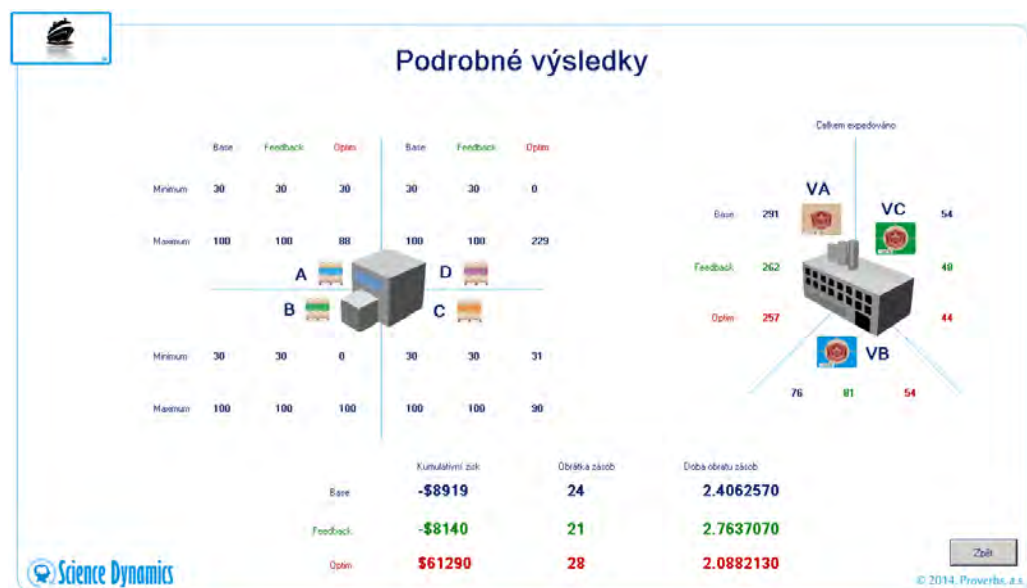 Podrobné výsledky
Celkem expedováno
Base Feedback Optim Base Feedback Optim
Minimum 30 30 30 30 30 0
VA
VC
Base 291 54
Maximum 100 100 88 100 100 229
A D
Feedback 262
B C
Optim 257 44
VB
Minimum 30 30 0 30 30 31
76 81 54
Maximum 100 100 100 100 100 90
Kumulativní zisk Obrátka zásob Doba obratu zásob
Base -$8919 24 2.4062570
Feedback -$8140 21 2.7637070
Optim $61290 28 2.0882130
Zpět
Science Dynamics
© 2014, Proverbs, a.s.